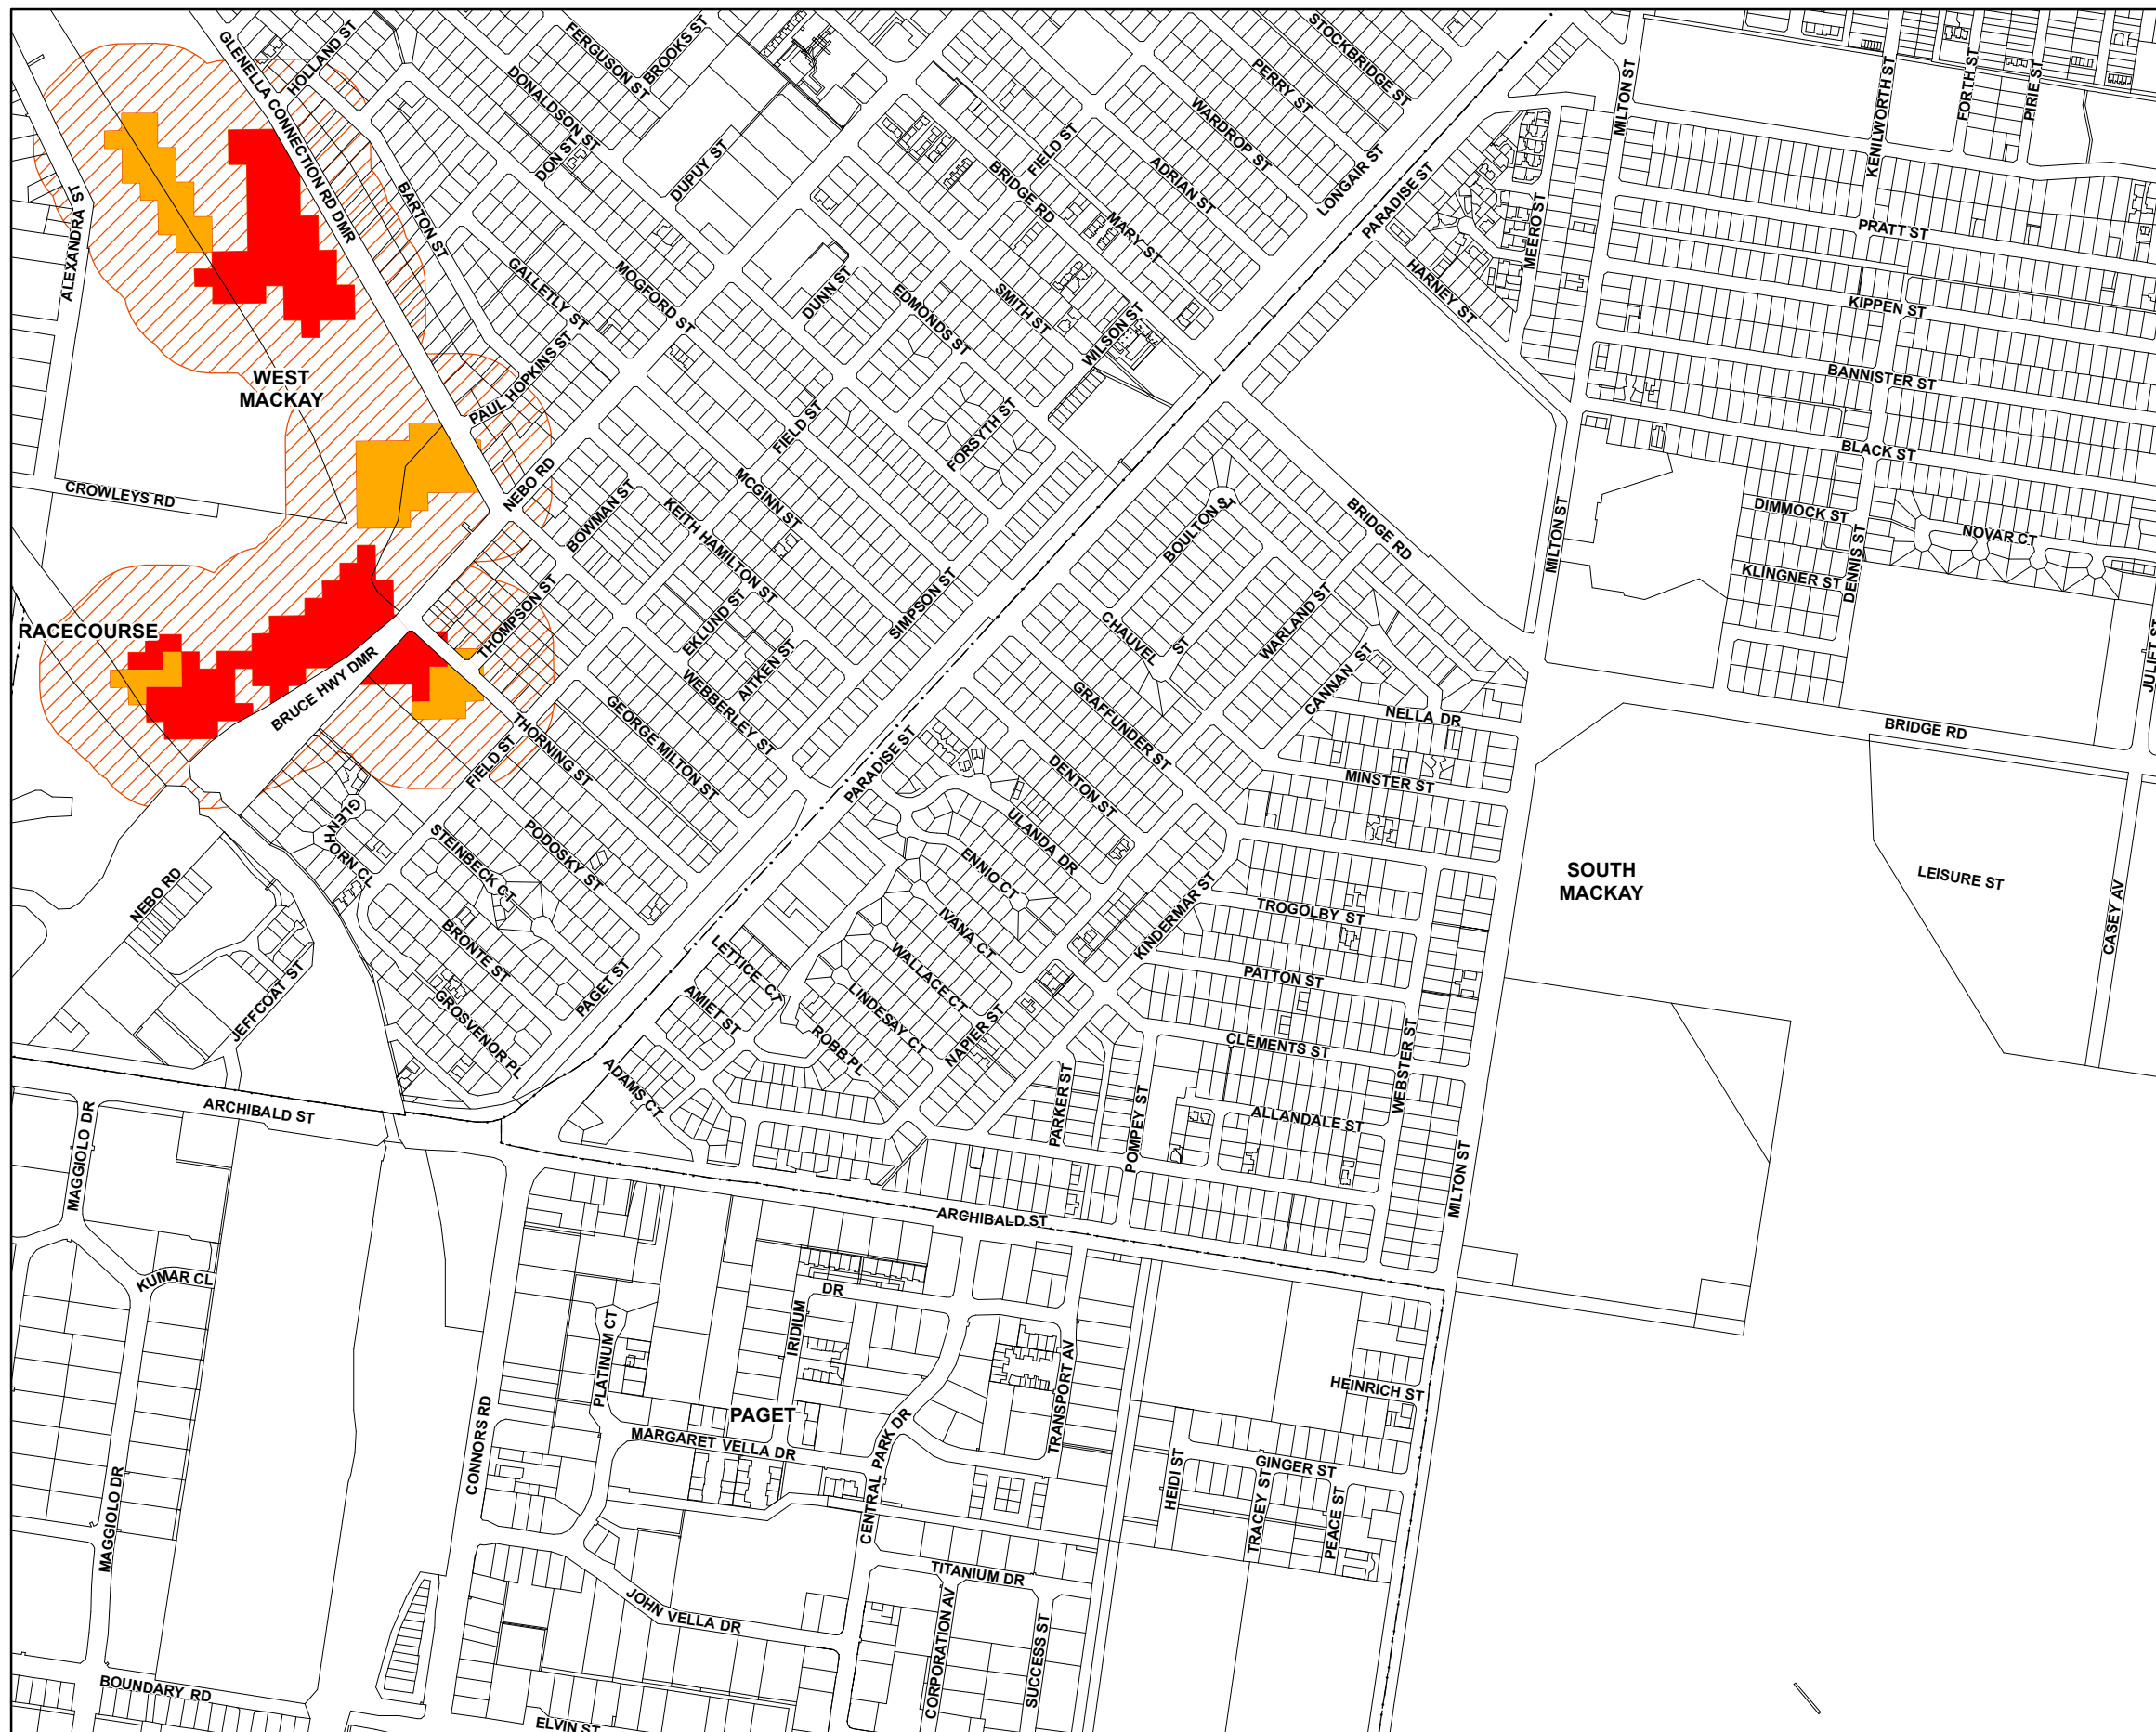 GLENELLA CONNECTION RD DMR
HOLLAND ST
FERGUSON ST
BROOKS ST
STOCKBRIDGE ST
DONALDSON ST
DON ST
DUPUY ST
PERRY ST
WARDROP ST
FIELD ST
BRIDGE RD
ADRIAN ST
MARY ST
LONGAIR ST
PARADISE ST
MILTON ST
KENILWORTH ST
FORTH ST
PIRIE ST
MEERO ST
HARNEY ST
PRATT ST
KIPPEN ST
BANNISTER ST
BLACK ST
ALEXANDRA ST
BARTON ST
GALLETLY ST
MOGFORD ST
DUNN ST
EDMONDS ST
SMITH ST
WILSON ST
PAUL HOPKINS ST
WEST
MACKAY
FIELD ST
FORSYTH ST
CROWLEYS RD
NEBO RD
BOWMAN ST
MCGINN ST
KEITH HAMILTON ST
BOULTON ST
BRIDGE RD
MILTON ST
DIMMOCK ST
NOVAR CT
DENNIS ST
KLINGNER ST
JULIET ST
RACECOURSE
THOMPSON ST
EKLUND ST
SIMPSON ST
CHAUVEL
ST
WARLAND ST
CANNAN ST
AITKEN ST
WEBBERLEY ST
BRUCE HWY DMR
GEORGE MILTON ST
GRAFFUNDER ST
NELLA DR
BRIDGE RD
THORNING ST
FIELD ST
PARADISE ST
DENTON ST
MINSTER ST
GLENHORN CL
STEINBECK CT
PODOSKY ST
ULANDA DR
ENNIO CT
SOUTH
MACKAY
LEISURE ST
CASEY AV
NEBO RD
KINDERMAR ST
TROGOLBY ST
BRONTE ST
IVANA CT
WALLACE CT
PATTON ST
JEFFCOAT ST
GROSVENOR PL
PAGET ST
LETTICE CT
AMIET ST
LINDESAY CT
ROBB PL
NAPIER ST
CLEMENTS ST
WEBSTER ST
ADAMS CT
PARKER ST
POMPEY ST
ALLANDALE ST
ARCHIBALD ST
MAGGIOLO DR
MILTON ST
ARCHIBALD ST
KUMAR CL
IRIDIUM
DR
PLATINUM CT
TRANSPORT AV
HEINRICH ST
CONNORS RD
PAGET
MARGARET VELLA DR
CENTRAL PARK DR
HEIDI ST
GINGER ST
TRACEY ST
PEACE ST
MAGGIOLO DR
TITANIUM DR
JOHN VELLA DR
CORPORATION AV
SUCCESS ST
BOUNDARY RD
ELVIN ST